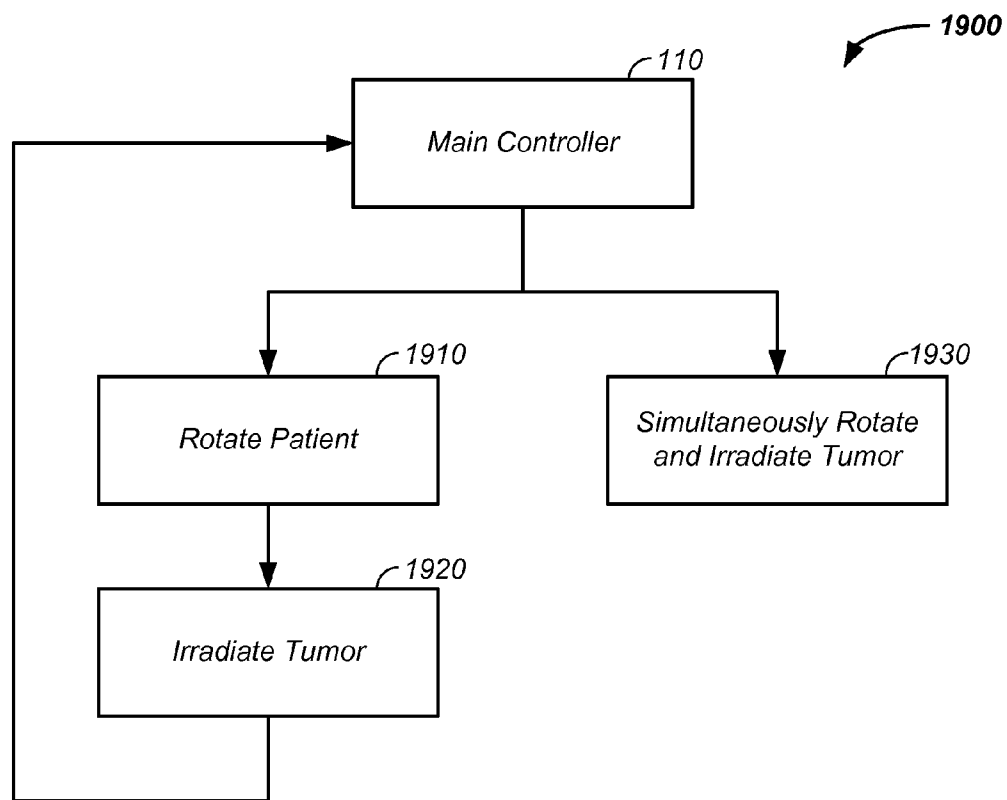 1900
110
Main Controller
1910
Rotate Patient
1930
Simultaneously Rotate
and Irradiate Tumor
1920
Irradiate Tumor